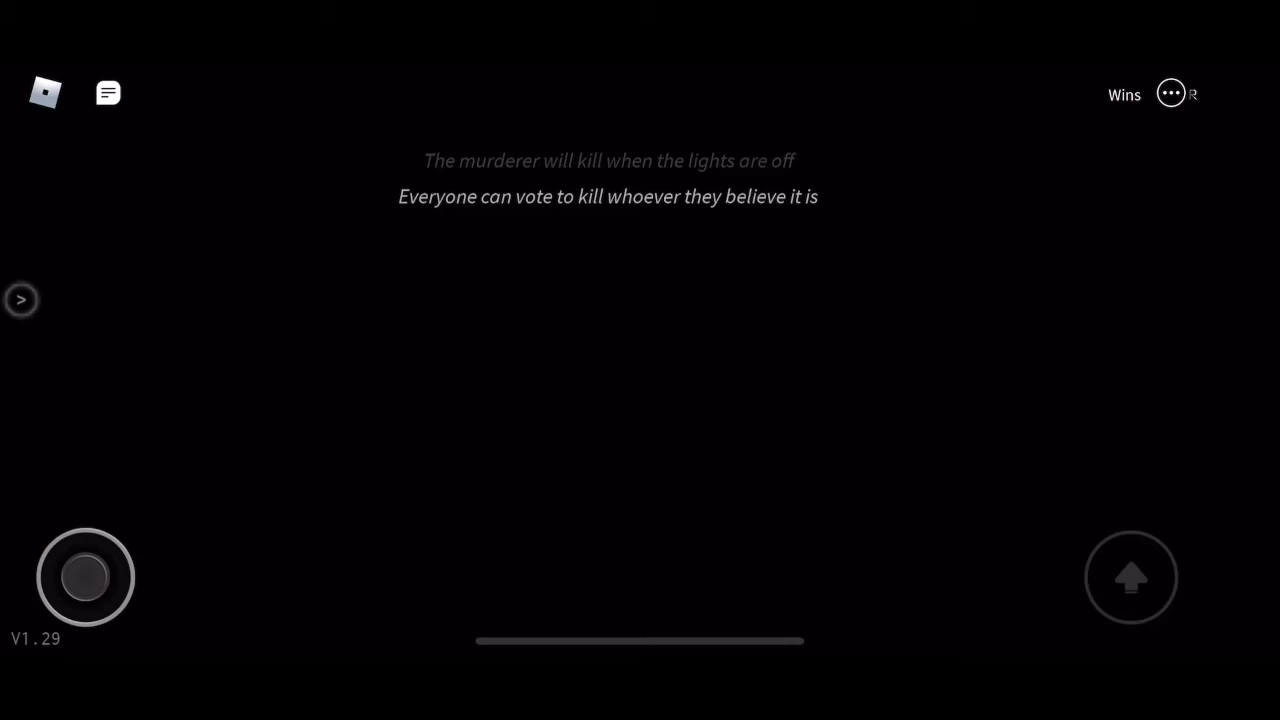 Wins
R
The murderer will kill when the lights are off
Everyone can vote to kill whoever they believe it is
>
V1.29